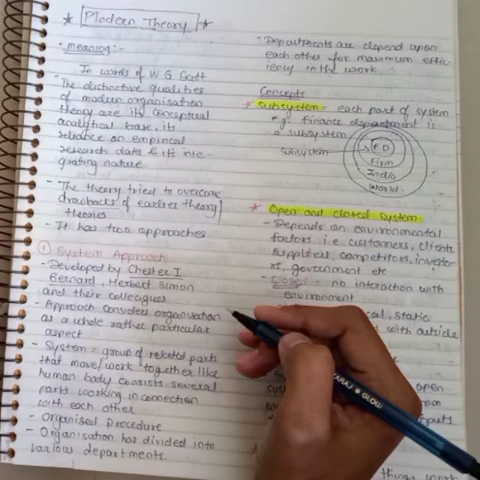 * Modern Theory *
- meaning:-
In words of W.G Scott
"The distinctive qualities
of modern organisation
theory are its conceptual
analytical base, its
reliance on empirical
research data & its
grating nature
- The theory tried to overcome
drawbacks of earlier theory/
theories
- It has two approaches
① System Approach
- Developed by Chester I
Bernard, Herbert Simon
and their colleagues
- Approach considers organisation
as a whole rather particular
aspect
- System = group of related parts
that move/work together like
human body consists several
parts working in connection
with each other
- Organised procedure
- Organisation has divided into
various departments.
- Departments are depend upon
each other for maximum effic-
iency in the work.
Concepts
* Subsystem - each part of system
eg:- finance department is
a subsystem
Subsystem
F D
Firm
India
World
* Open and closed system
- Depends on environmental
factors i.e customers, clients
suppliers, competitors, investor
government etc
- closed = no interaction with
environment
static
with outside
open
things